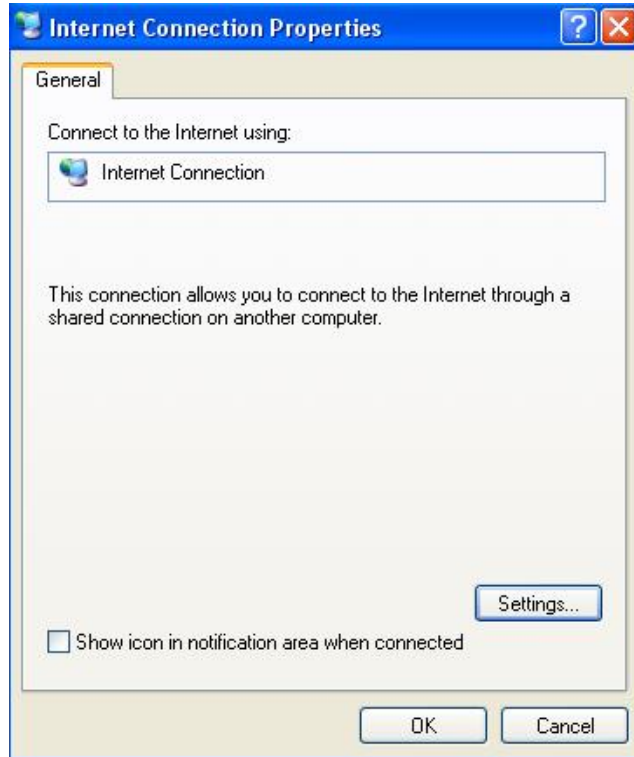 Internet Connection Properties
?
General
Connect to the Internet using:
Internet Connection
This connection allows you to connect to the Internet through a
shared connection on another computer.
Settings...
Show icon in notification area when connected
OK
Cancel